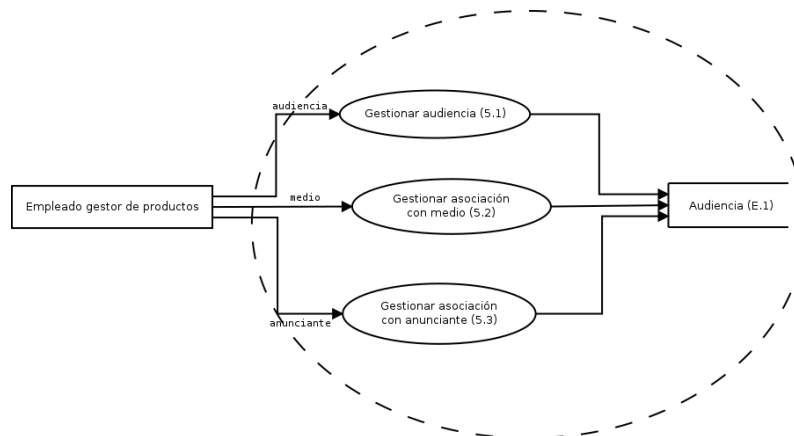 audiencia
Gestionar audiencia (5.1)
Empleado gestor de productos
medio
Gestionar asociación
con medio (5.2)
Audiencia (E.1)
Gestionar asociación
con anunciante (5.3)
anunciante